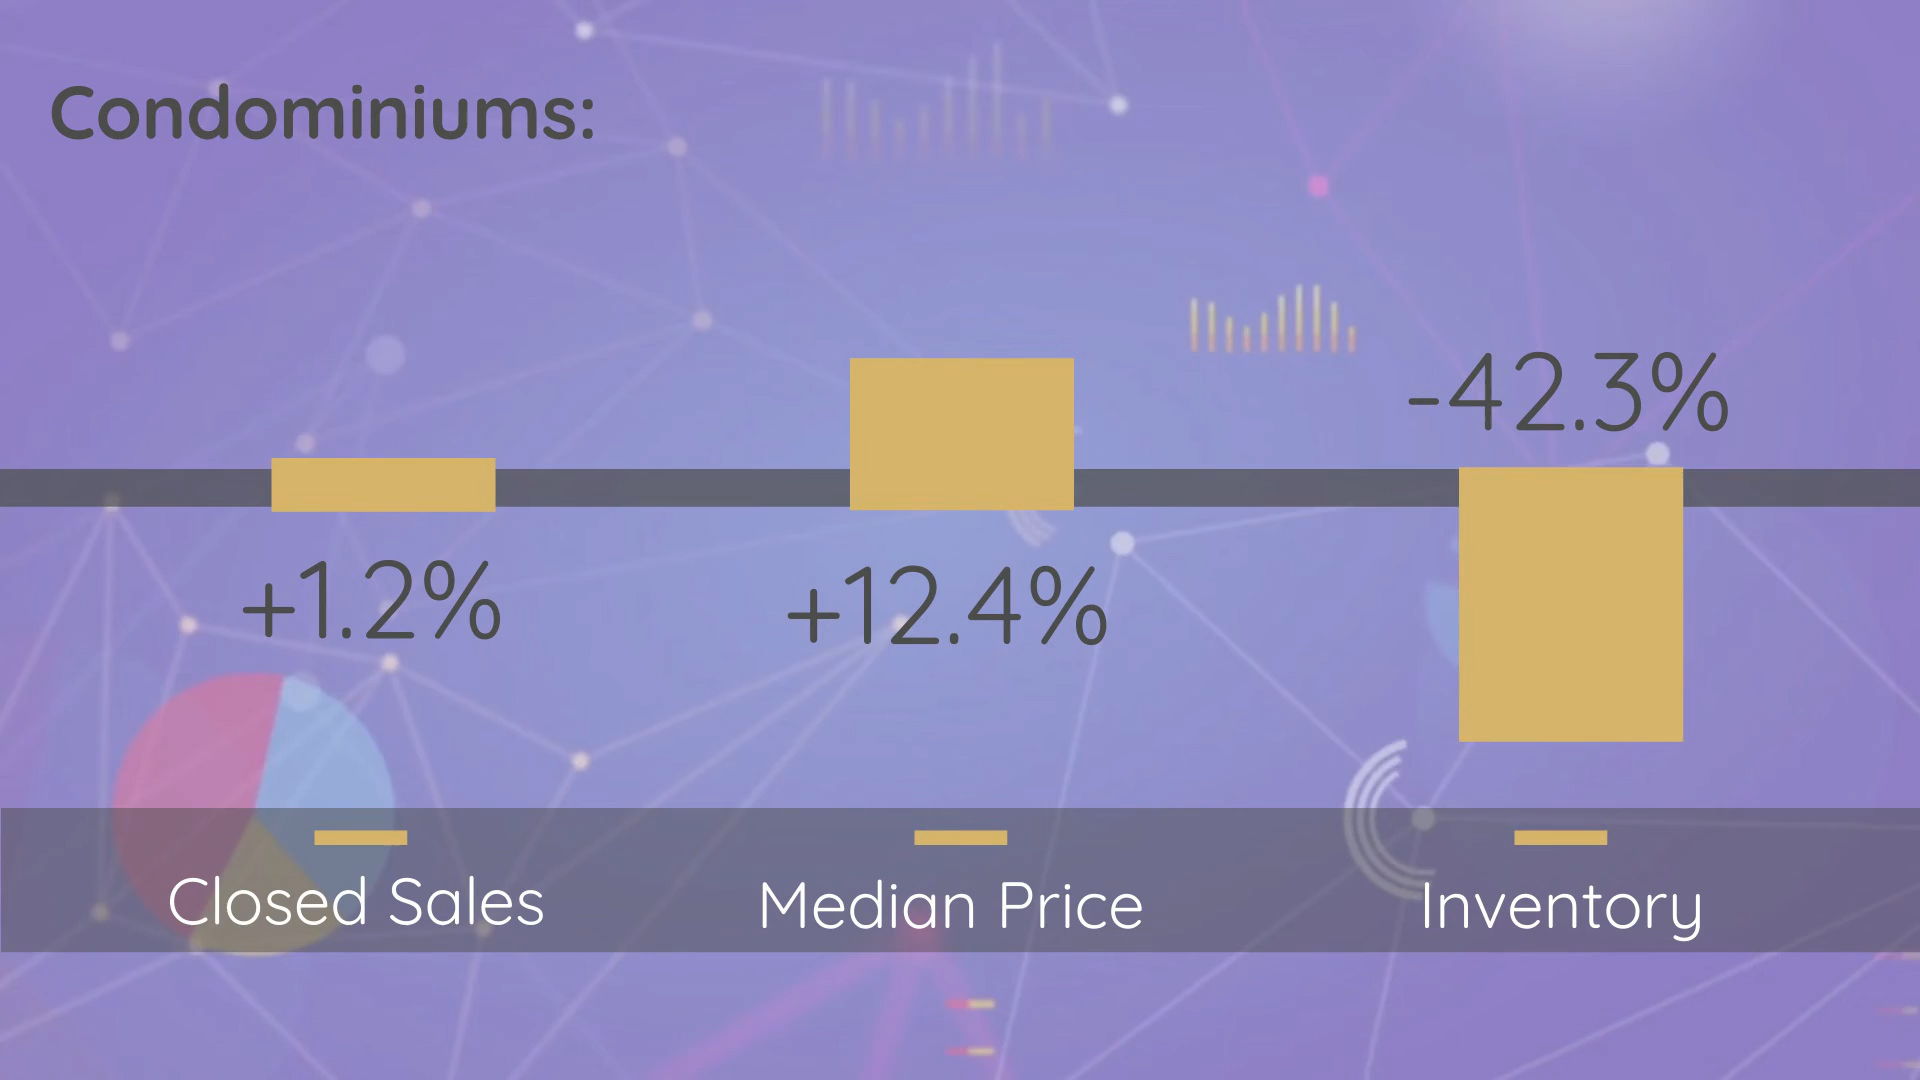 Condominiums:
-42.3%
+1.2%
+12.4%
Closed Sales
Median Price
Inventory